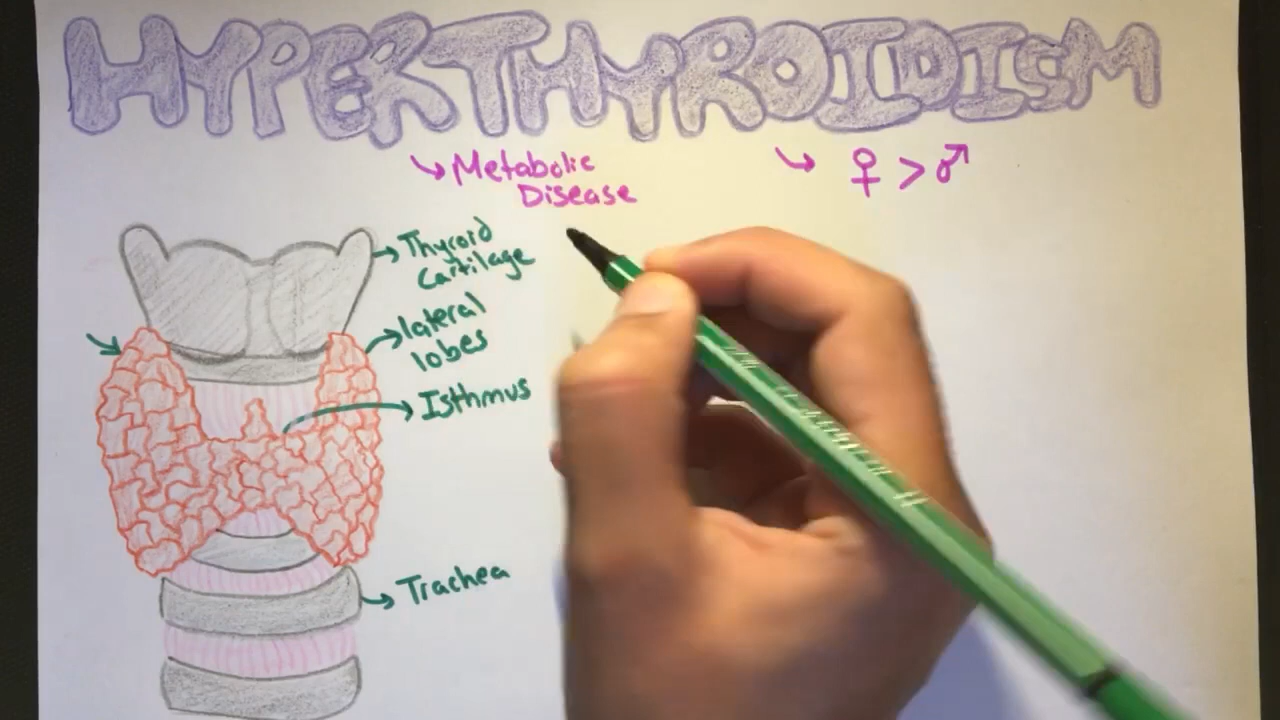 HYPERTHYROIDISM
↘ Metabolic
Disease
↘ ♀ > ♂
→ Thyroid
Cartilage
→ lateral
lobes
→ Isthmus
→ Trachea